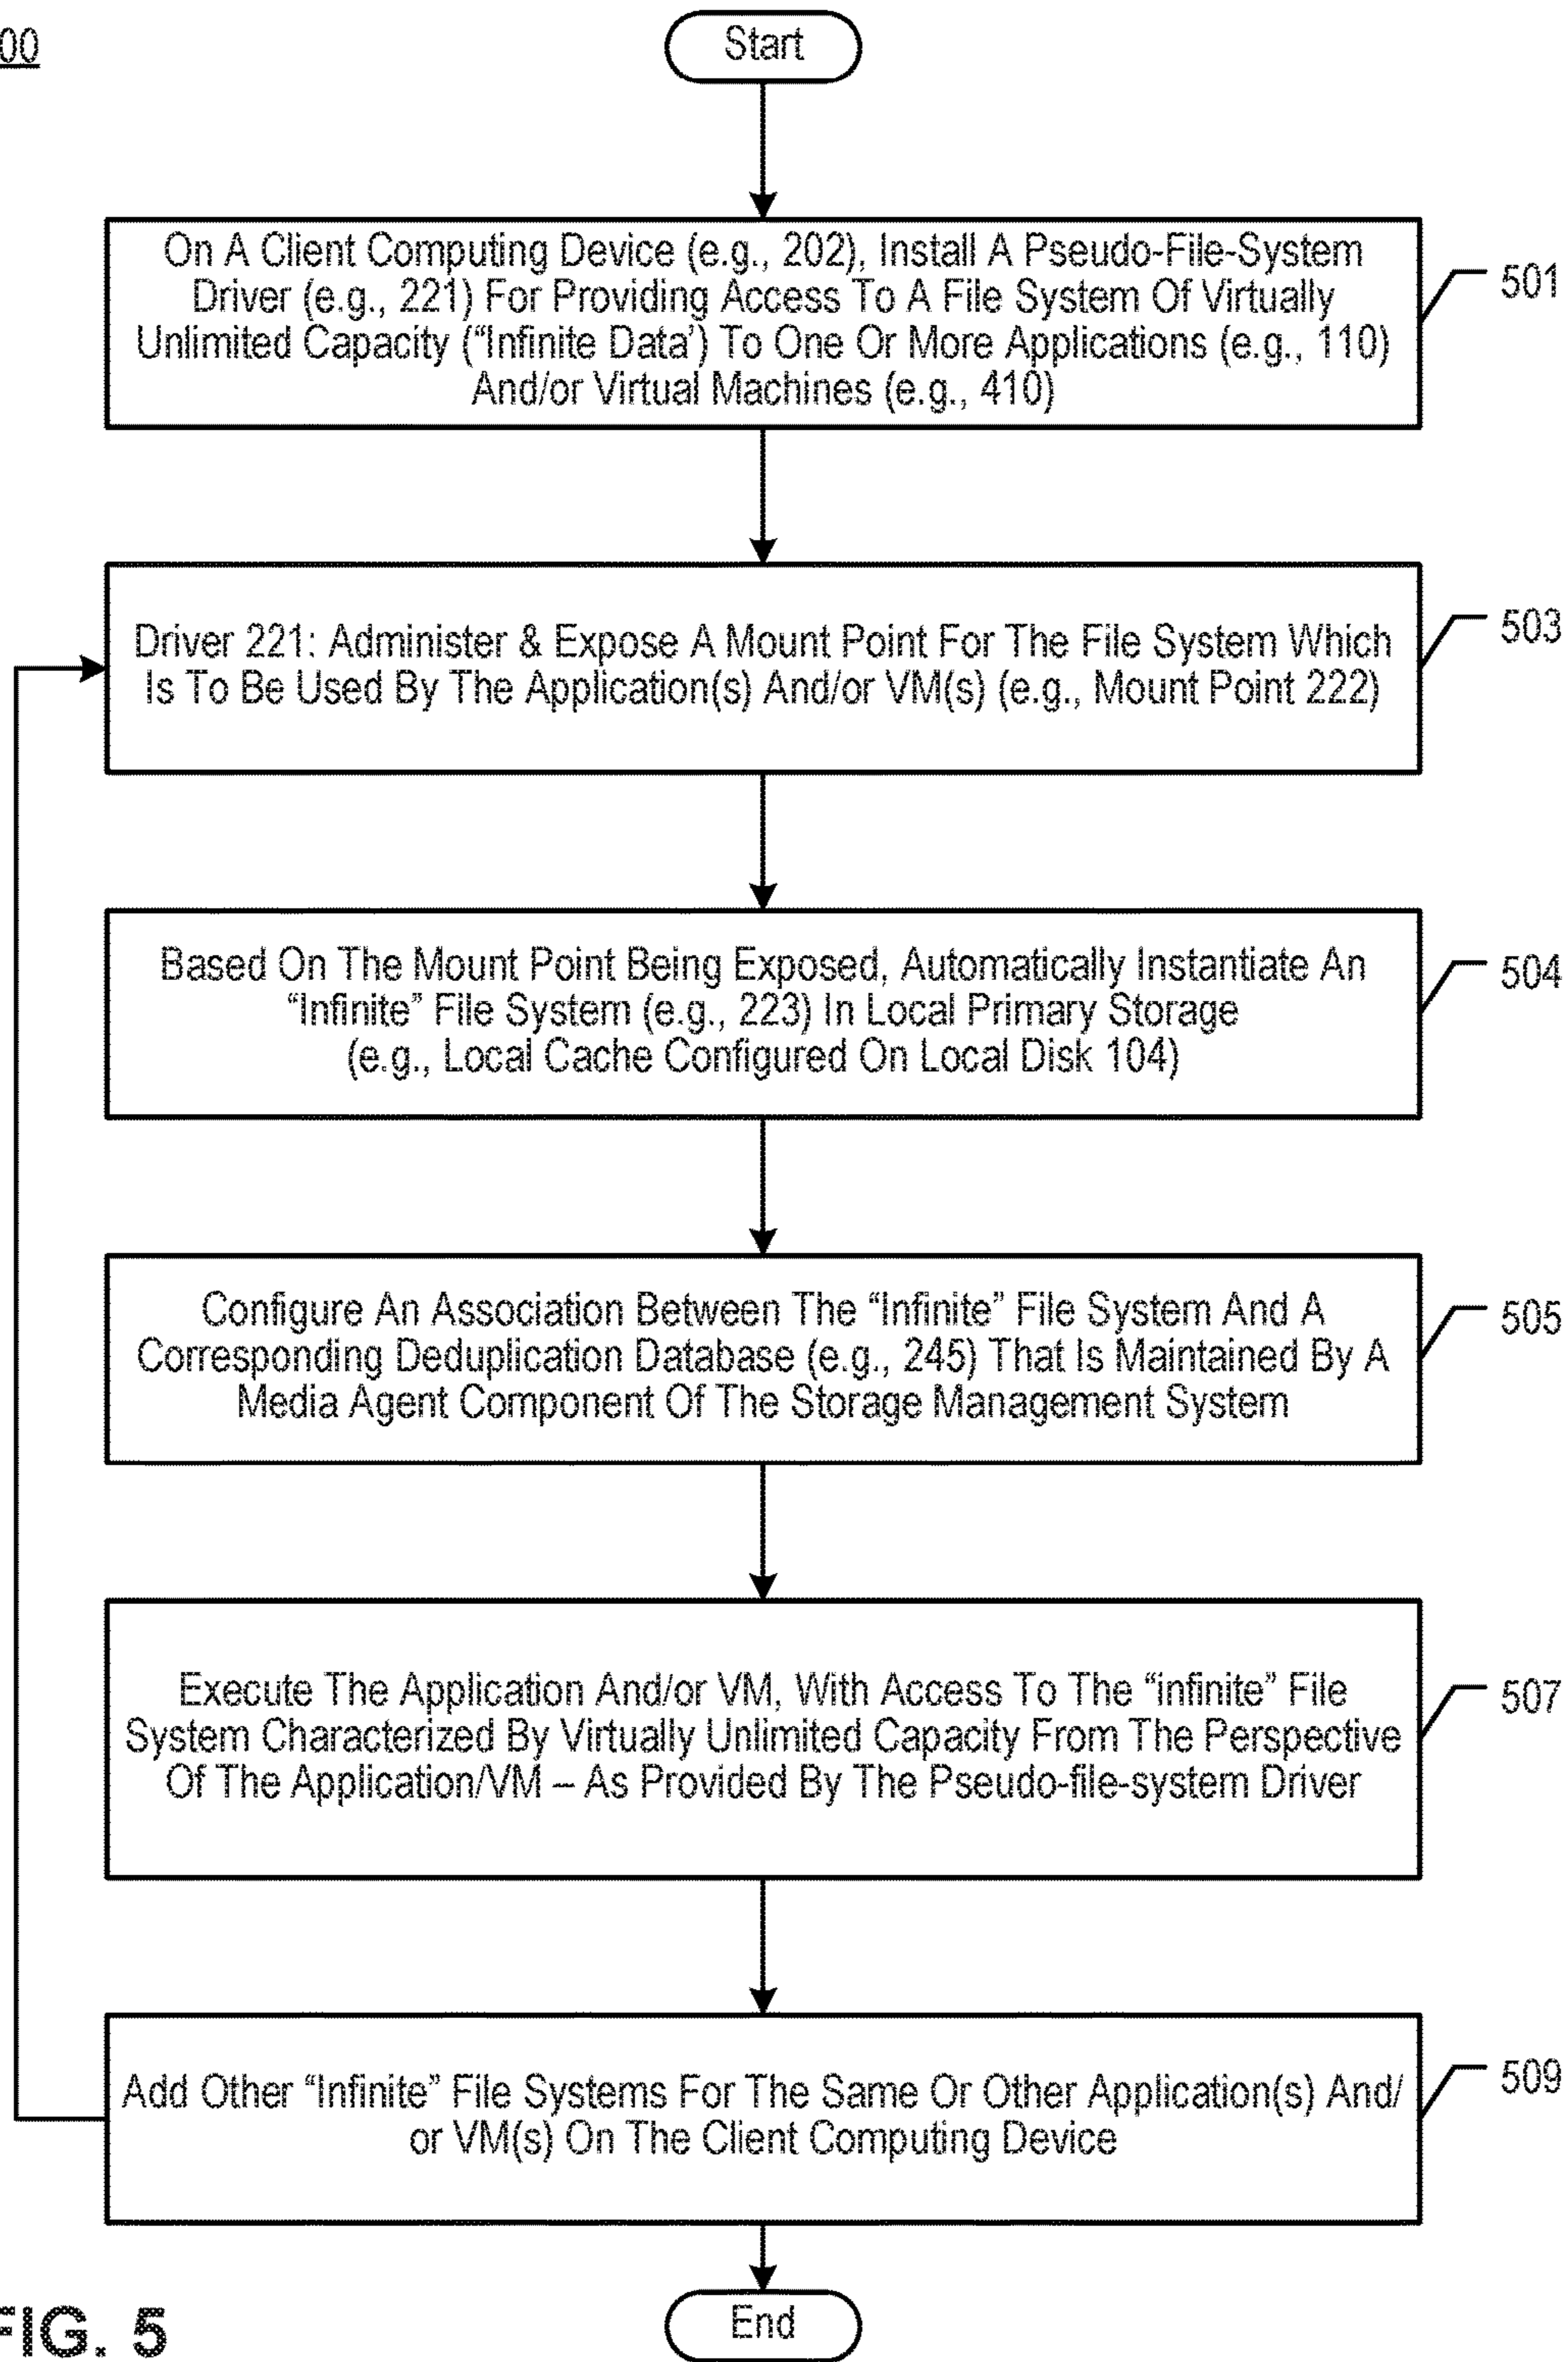 00
Start
On A Client Computing Device (e.g., 202), Install A Pseudo-File-System
Driver (e.g., 221) For Providing Access To A File System Of Virtually
Unlimited Capacity (“Infinite Data’) To One Or More Applications (e.g., 110)
And/or Virtual Machines (e.g., 410)
501
Driver 221: Administer & Expose A Mount Point For The File System Which
Is To Be Used By The Application(s) And/or VM(s) (e.g., Mount Point 222)
503
Based On The Mount Point Being Exposed, Automatically Instantiate An
“Infinite” File System (e.g., 223) In Local Primary Storage
(e.g., Local Cache Configured On Local Disk 104)
504
Configure An Association Between The “Infinite” File System And A
Corresponding Deduplication Database (e.g., 245) That Is Maintained By A
Media Agent Component Of The Storage Management System
505
Execute The Application And/or VM, With Access To The “infinite” File
System Characterized By Virtually Unlimited Capacity From The Perspective
Of The Application/VM – As Provided By The Pseudo-file-system Driver
507
Add Other “Infinite” File Systems For The Same Or Other Application(s) And/
or VM(s) On The Client Computing Device
509
End
FIG. 5